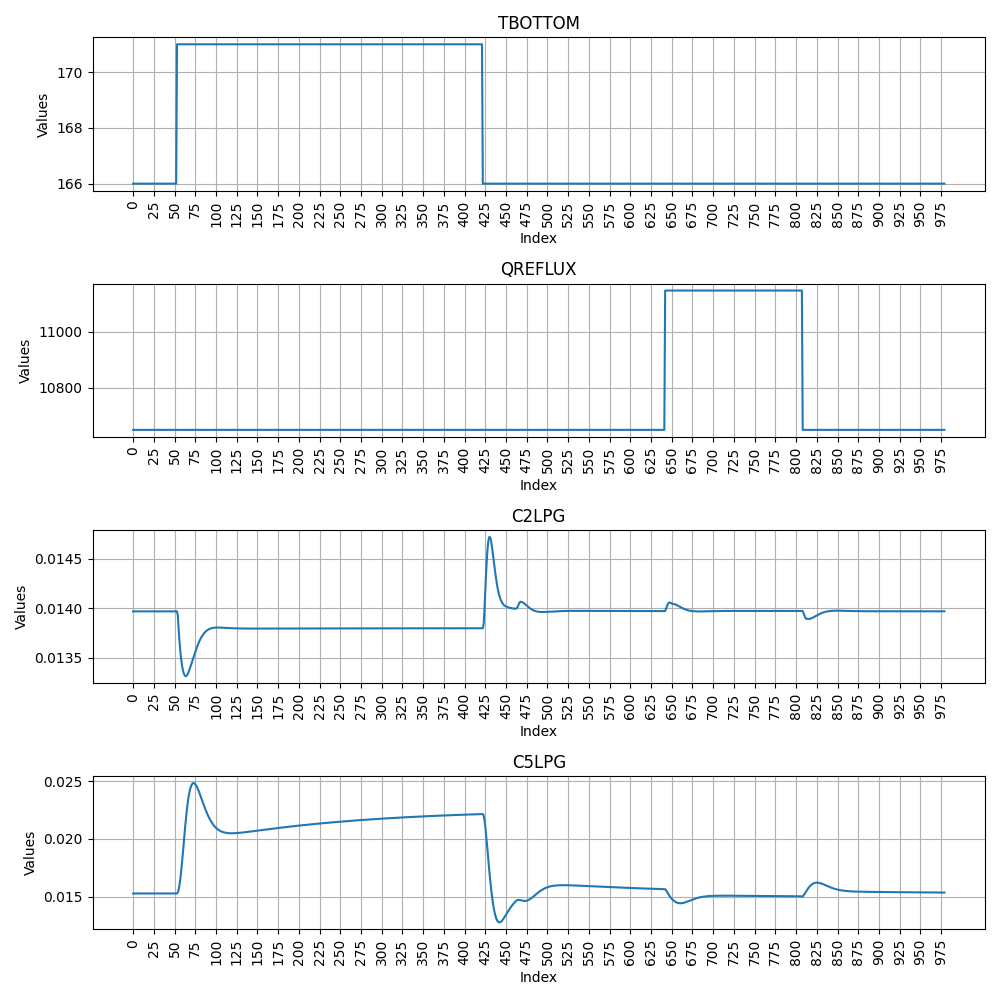 TBOTTOM
Values
170
168
166
0 25 50 75 100 125 150 175 200 225 250 275 300 325 350 375 400 425 450 475 500 525 550 575 600 625 650 675 700 725 750 775 800 825 850 875 900 925 950 975
Index
QREFLUX
Values
11000
10800
0 25 50 75 100 125 150 175 200 225 250 275 300 325 350 375 400 425 450 475 500 525 550 575 600 625 650 675 700 725 750 775 800 825 850 875 900 925 950 975
Index
C2LPG
Values
0.0145
0.0140
0.0135
0 25 50 75 100 125 150 175 200 225 250 275 300 325 350 375 400 425 450 475 500 525 550 575 600 625 650 675 700 725 750 775 800 825 850 875 900 925 950 975
Index
C5LPG
Values
0.025
0.020
0.015
0 25 50 75 100 125 150 175 200 225 250 275 300 325 350 375 400 425 450 475 500 525 550 575 600 625 650 675 700 725 750 775 800 825 850 875 900 925 950 975
Index